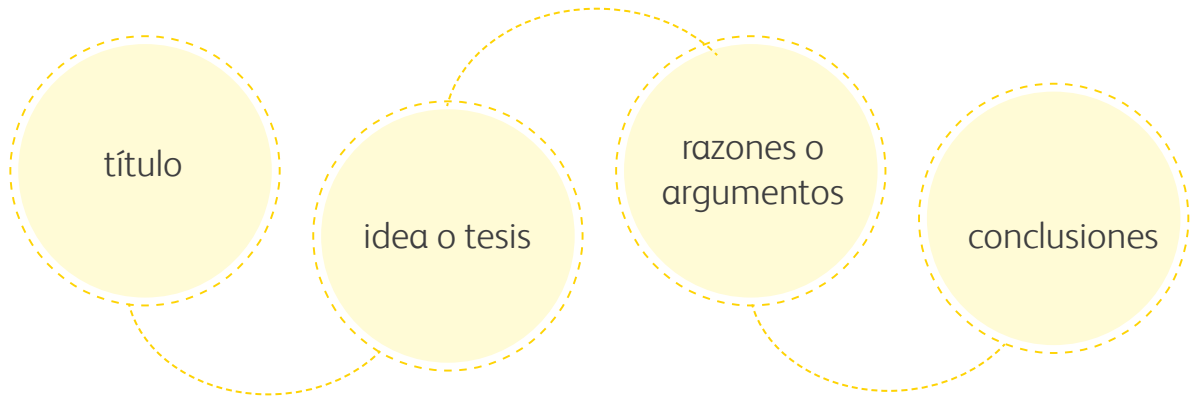 título
idea o tesis
razones o
argumentos
conclusiones